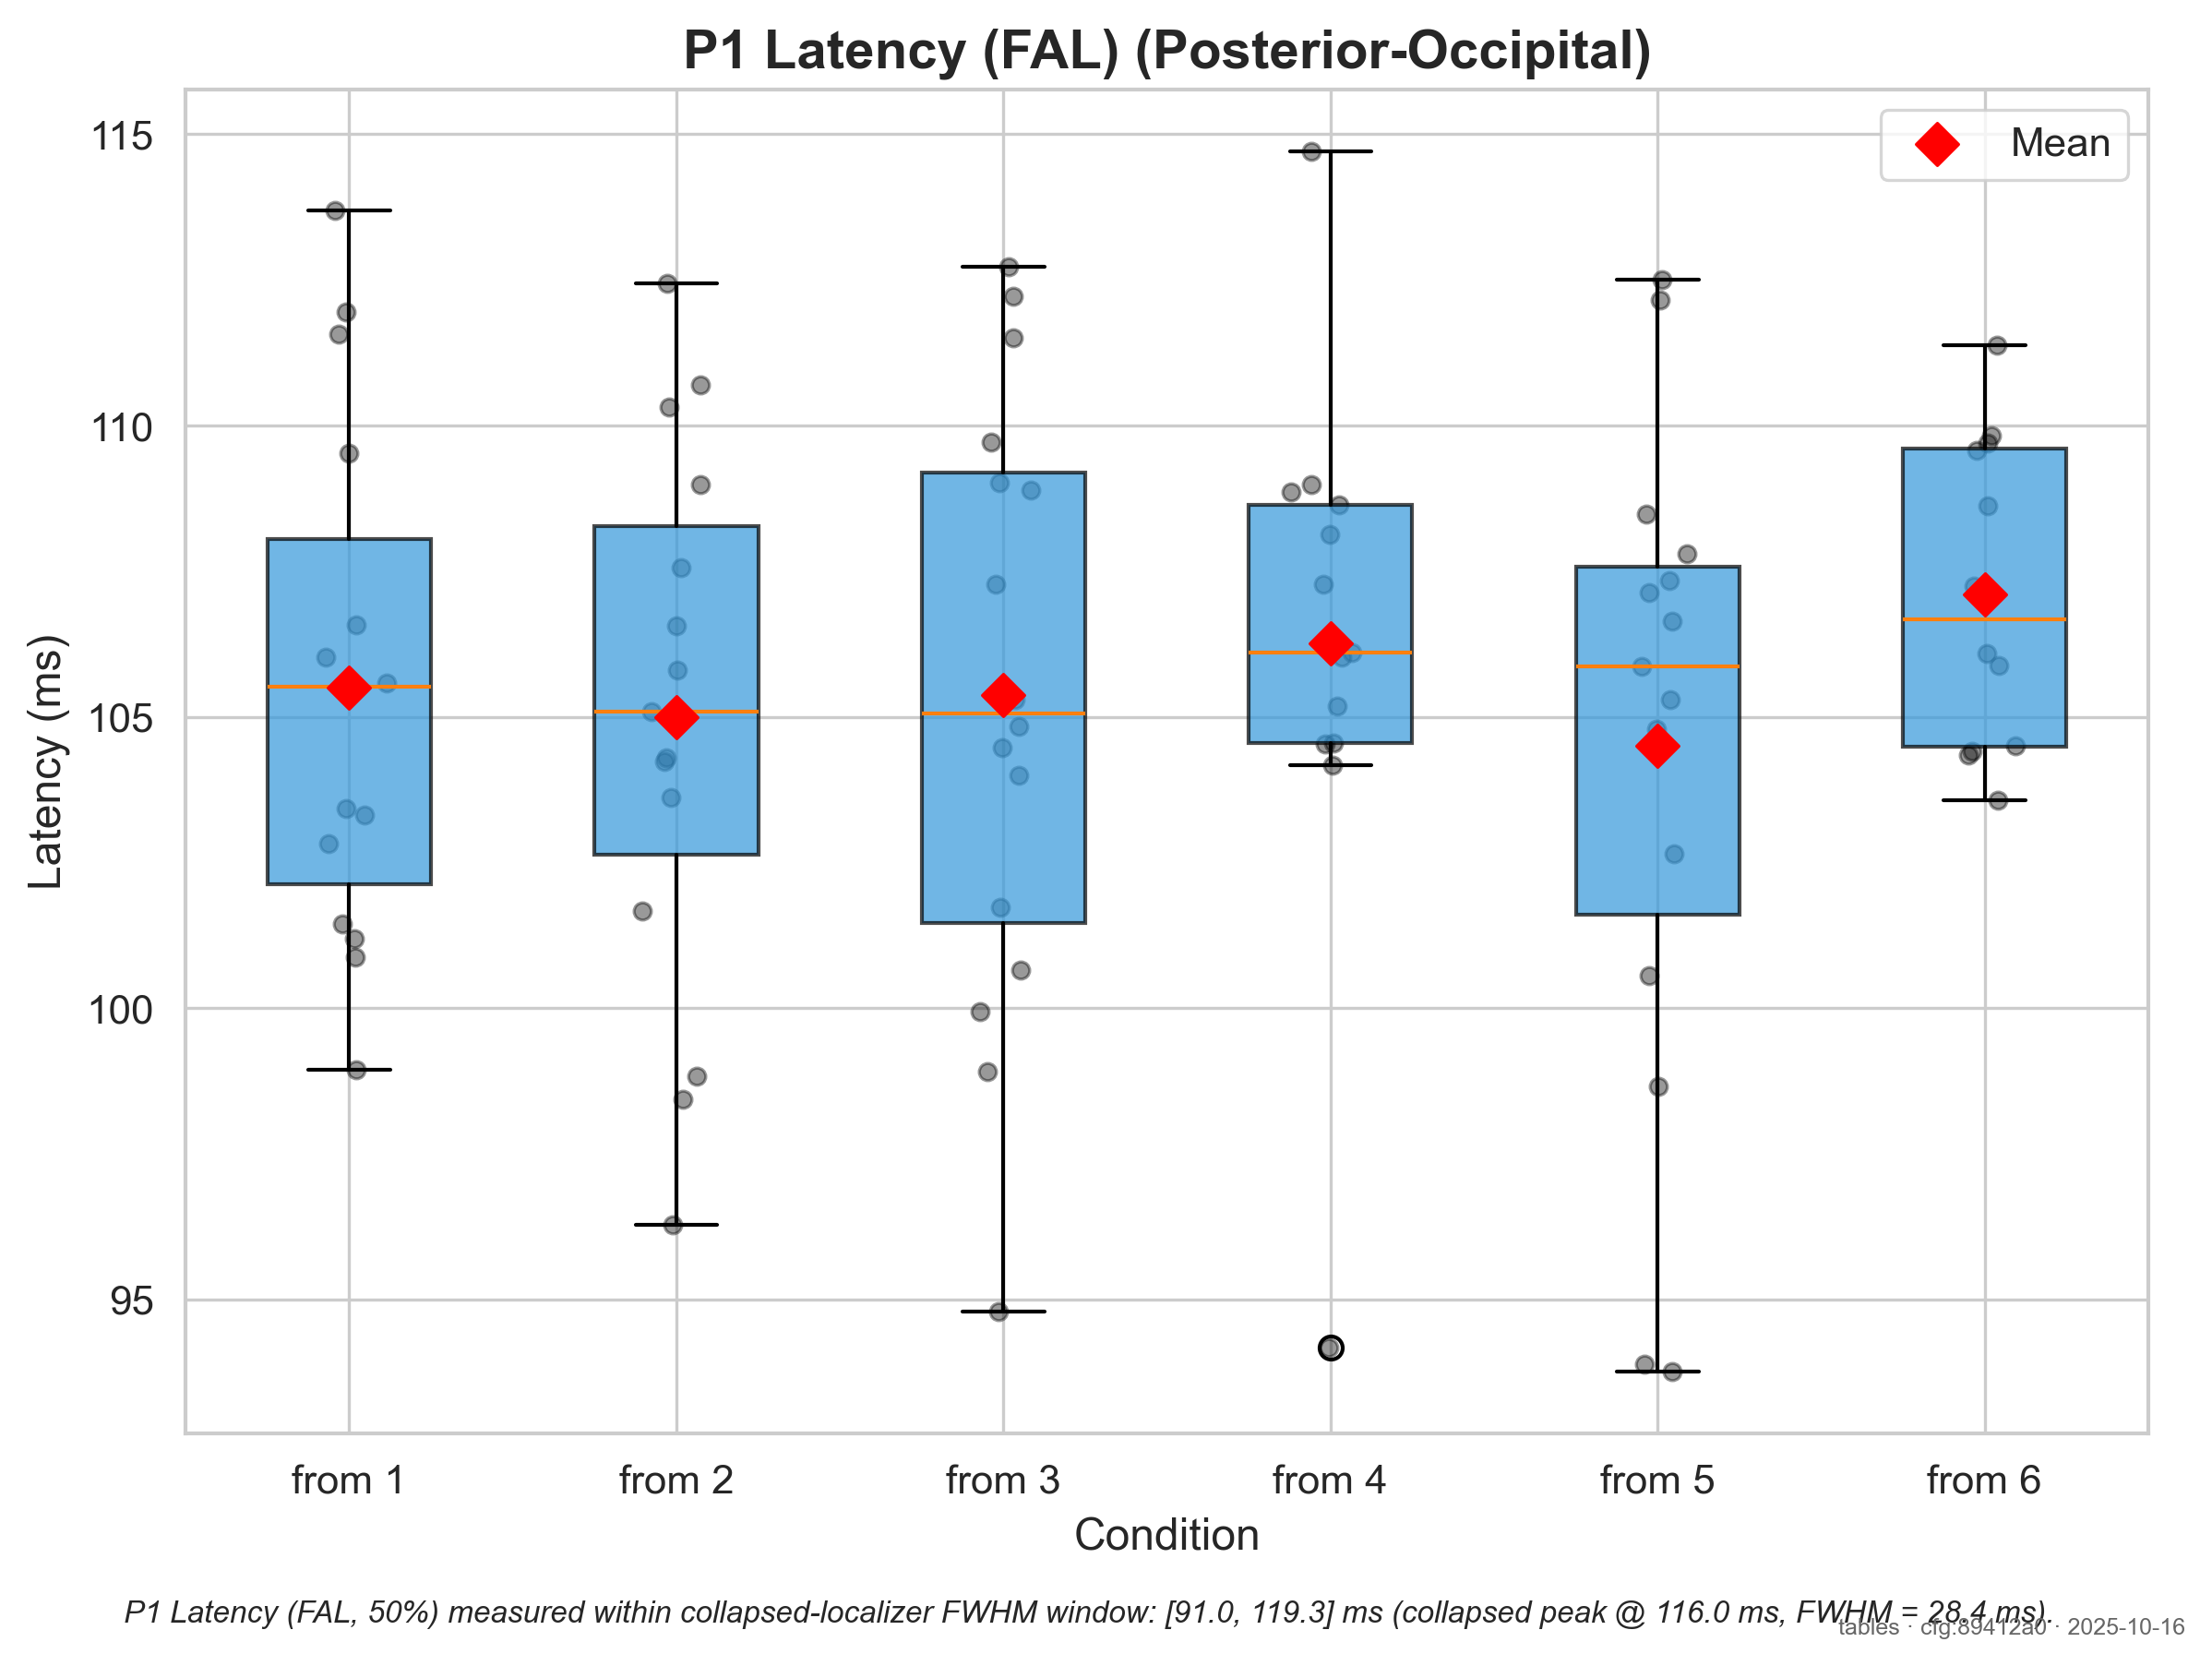 P1 Latency (FAL) (Posterior-Occipital)
Mean
Latency (ms)
115
110
105
100
95
from 1 from 2 from 3 from 4 from 5 from 6
Condition
P1 Latency (FAL, 50%) measured within collapsed-localizer FWHM window: [91.0, 119.3] ms (collapsed peak @ 116.0 ms, FWHM = 28.4 ms).
tables · cfg:89412a0 · 2025-10-16